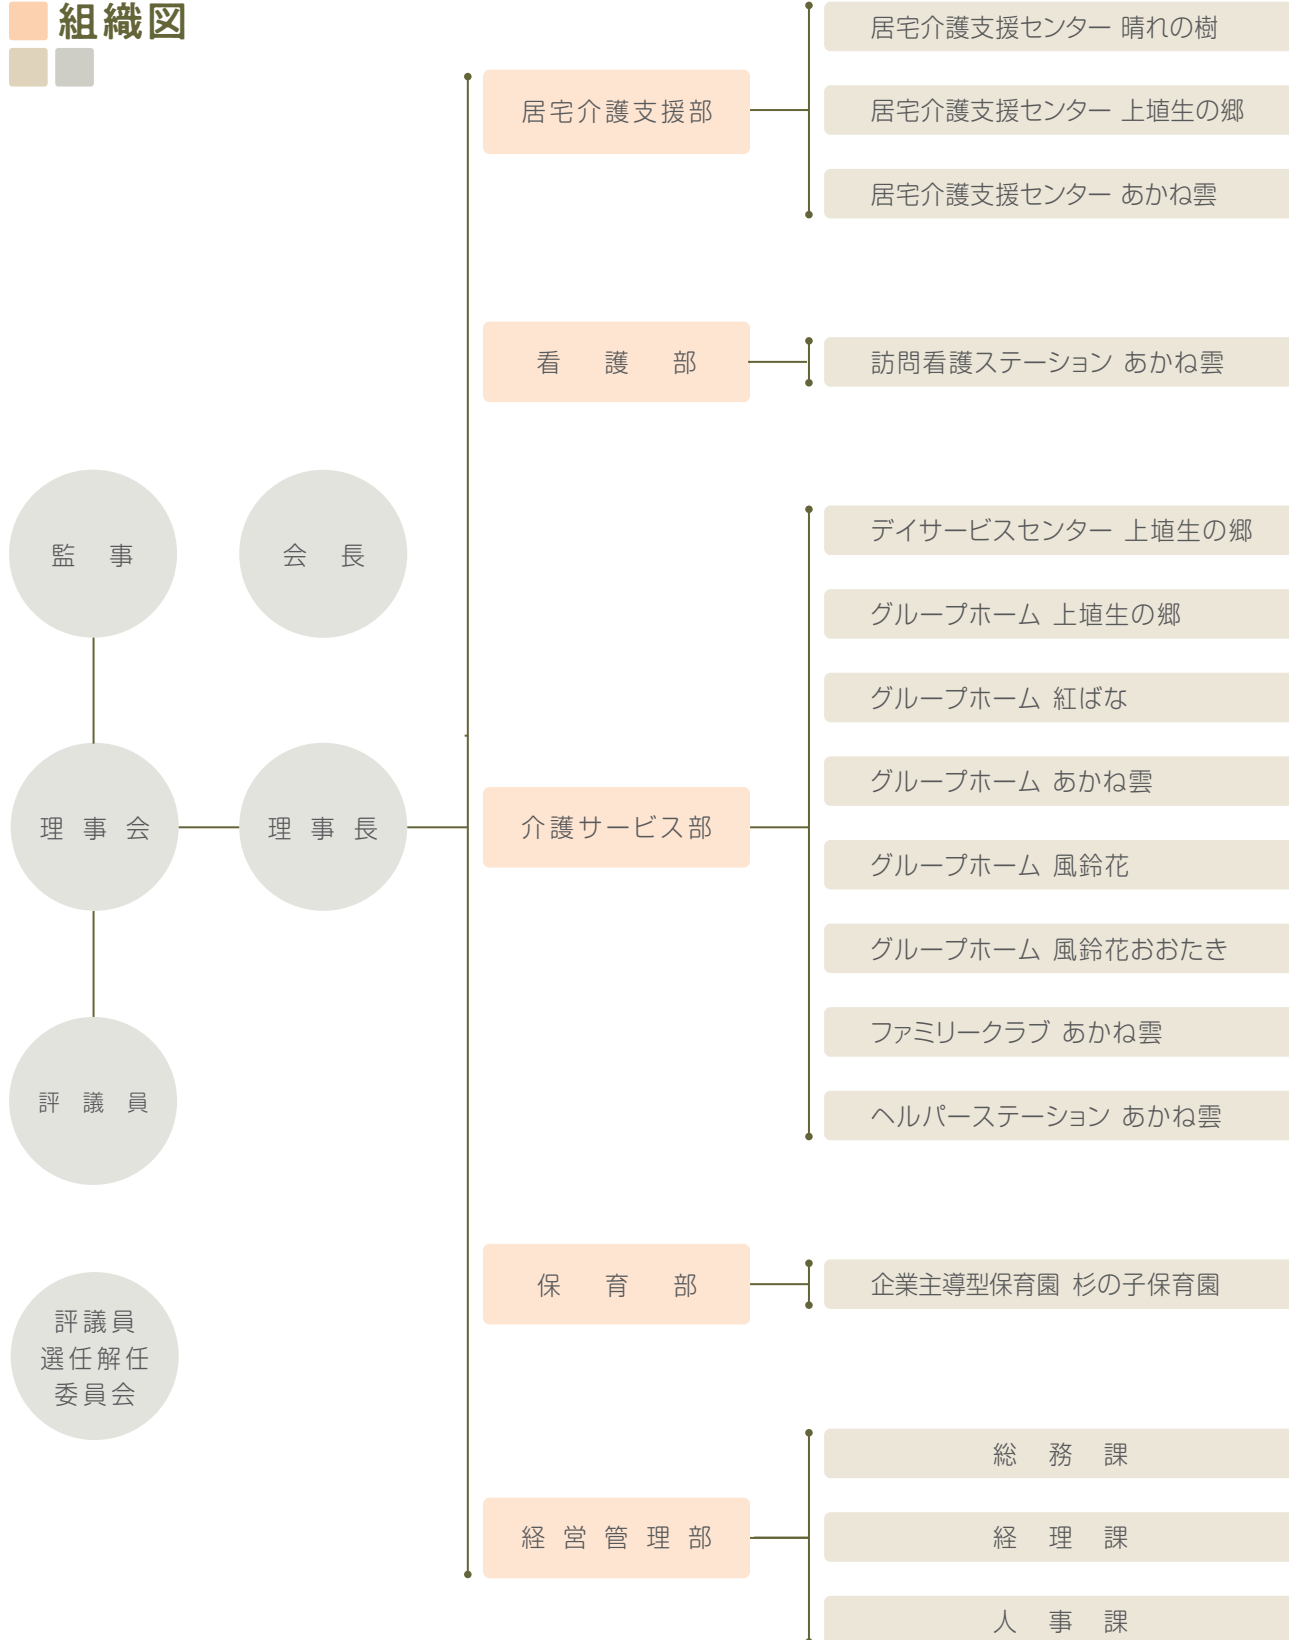 組織図
監事
会長
理事会
理事長
評議員
評議員
選任解任
委員会
居宅介護支援部
居宅介護支援センター 晴れの樹
居宅介護支援センター 上埴生の郷
居宅介護支援センター あかね雲
看護部
訪問看護ステーション あかね雲
介護サービス部
デイサービスセンター 上埴生の郷
グループホーム 上埴生の郷
グループホーム 紅ばな
グループホーム あかね雲
グループホーム 風鈴花
グループホーム 風鈴花おおたき
ファミリークラブ あかね雲
ヘルパーステーション あかね雲
保育部
企業主導型保育園 杉の子保育園
経営管理部
総務課
経理課
人事課